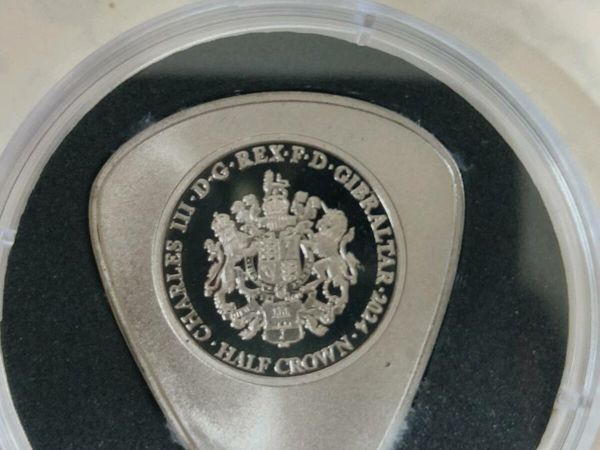 CHARLES III · D · G · REX · F · D · GIBRALTAR · 2024 ·
HALF CROWN ·